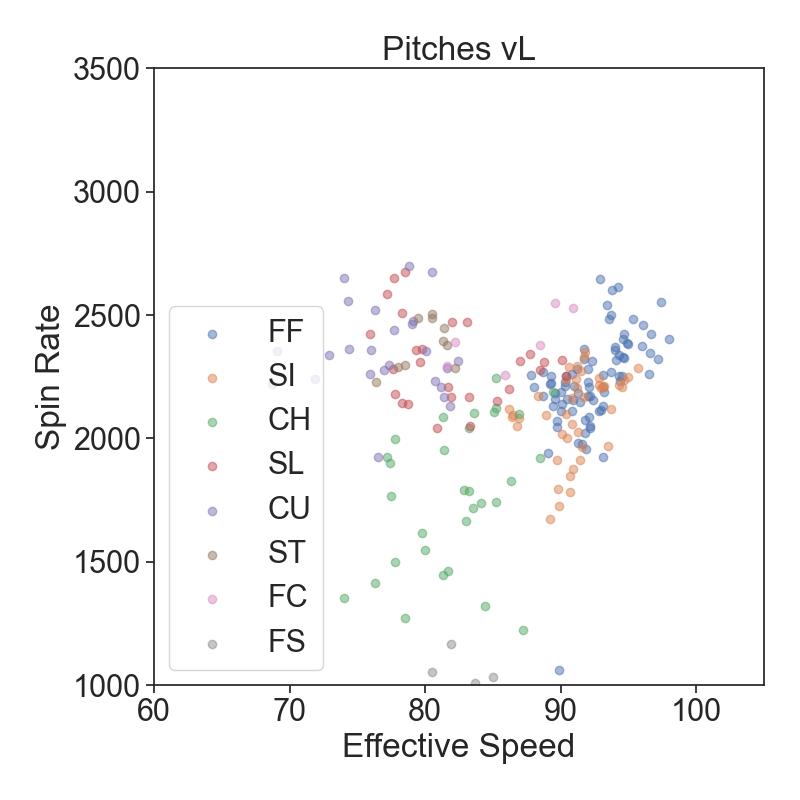 Pitches vL
3500
3000
2500
2000
1500
1000
Spin Rate
FF
SI
CH
SL
CU
ST
FC
FS
60
70
80
90
100
Effective Speed